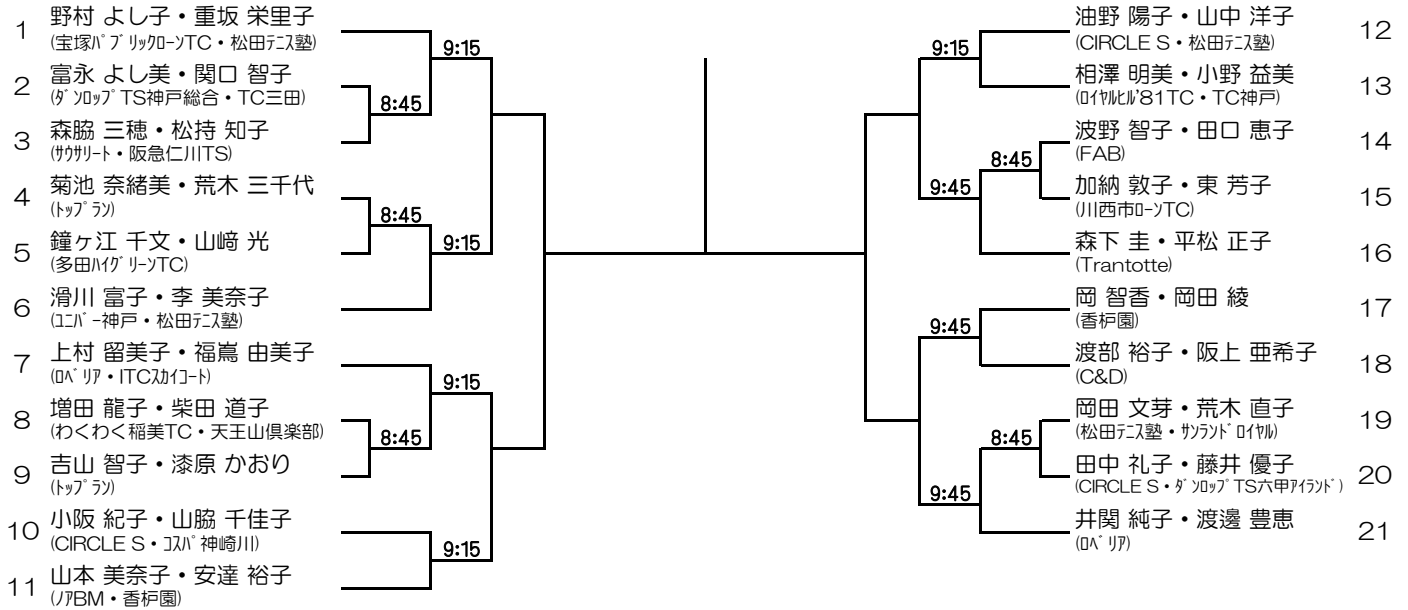 1
野村 よし子・重坂 栄里子
(宝塚ﾊﾟﾌﾞﾘｯｸﾛｰﾝTC・松田ﾃﾆｽ塾)
9:15
2
富永 よし美・関口 智子
(ﾀﾞﾝﾛｯﾌﾟTS神戸総合・TC三田)
8:45
3
森脇 三穂・松持 知子
(ｻｳｻﾘｰﾄ・阪急仁川TS)
4
菊池 奈緒美・荒木 三千代
(ﾄｯﾌﾟﾗﾝ)
8:45
5
鐘ヶ江 千文・山﨑 光
(多田ﾊｲｸﾞﾘｰﾝTC)
9:15
6
滑川 富子・李 美奈子
(ﾕﾆﾊﾞｰ神戸・松田ﾃﾆｽ塾)
7
上村 留美子・福嶌 由美子
(ﾛﾍﾞﾘｱ・ITCｽｶｲｺｰﾄ)
9:15
8
増田 龍子・柴田 道子
(わくわく稲美TC・天王山倶楽部)
8:45
9
吉山 智子・漆原 かおり
(ﾄｯﾌﾟﾗﾝ)
10
小阪 紀子・山脇 千佳子
(CIRCLE S・ｺｽﾊﾟ神崎川)
9:15
11
山本 美奈子・安達 裕子
(ﾉｱBM・香枦園)
油野 陽子・山中 洋子
(CIRCLE S・松田ﾃﾆｽ塾)
12
9:15
相澤 明美・小野 益美
(ﾛｲﾔﾙﾋﾙ'81TC・TC神戸)
13
波野 智子・田口 恵子
(FAB)
14
8:45
加納 敦子・東 芳子
(川西市ﾛｰﾝTC)
15
9:45
森下 圭・平松 正子
(Trantotte)
16
岡 智香・岡田 綾
(香枦園)
17
9:45
渡部 裕子・阪上 亜希子
(C&D)
18
岡田 文芽・荒木 直子
(松田ﾃﾆｽ塾・ｻﾝﾗﾝﾄﾞﾛｲﾔﾙ)
19
8:45
田中 礼子・藤井 優子
(CIRCLE S・ﾀﾞﾝﾛｯﾌﾟTS六甲ｱｲﾗﾝﾄﾞ)
20
9:45
井関 純子・渡邊 豊恵
(ﾛﾍﾞﾘｱ)
21